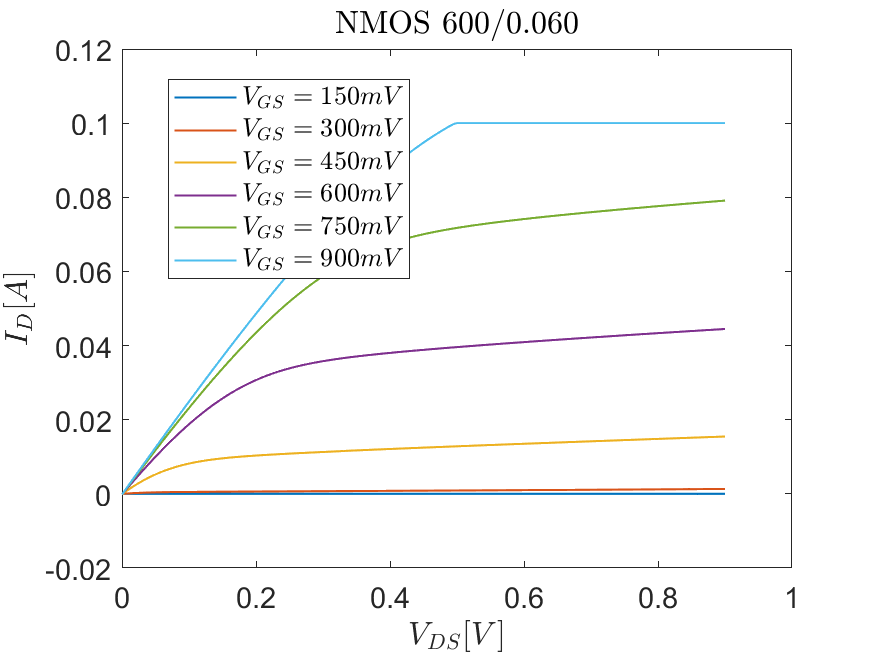 NMOS 600/0.060
0.12
0.1
0.08
0.06
0.04
0.02
0
-0.02
I_D[A]
V_GS = 150mV
V_GS = 300mV
V_GS = 450mV
V_GS = 600mV
V_GS = 750mV
V_GS = 900mV
0 0.2 0.4 0.6 0.8 1
V_DS[V]